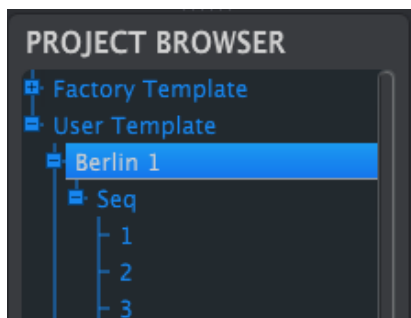 PROJECT BROWSER
Factory Template
User Template
Berlin 1
Seq
1
2
3